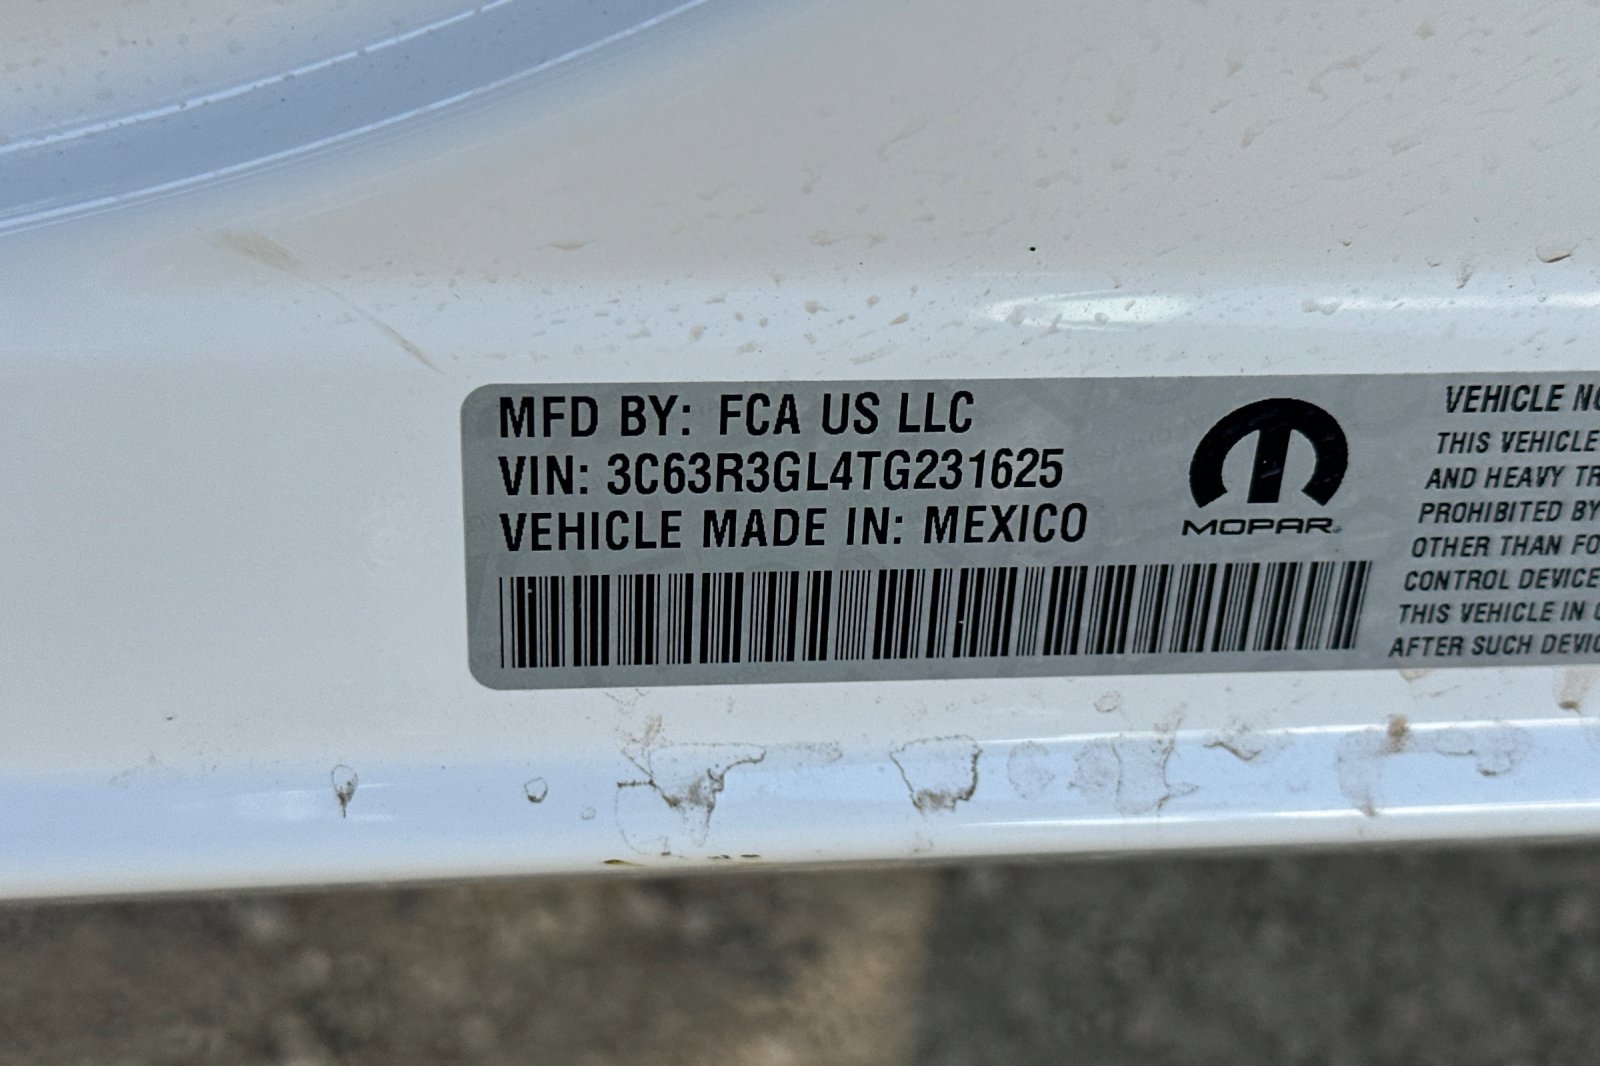 MFD BY: FCA US LLC
VIN: 3C63R3GL4TG231625
VEHICLE MADE IN: MEXICO
MOPAR
VEHICLE
THIS VEHICLE
AND HEAVY
PROHIBITED BY
OTHER THAN
CONTROL
THIS VEHICLE IN
AFTER SUCH